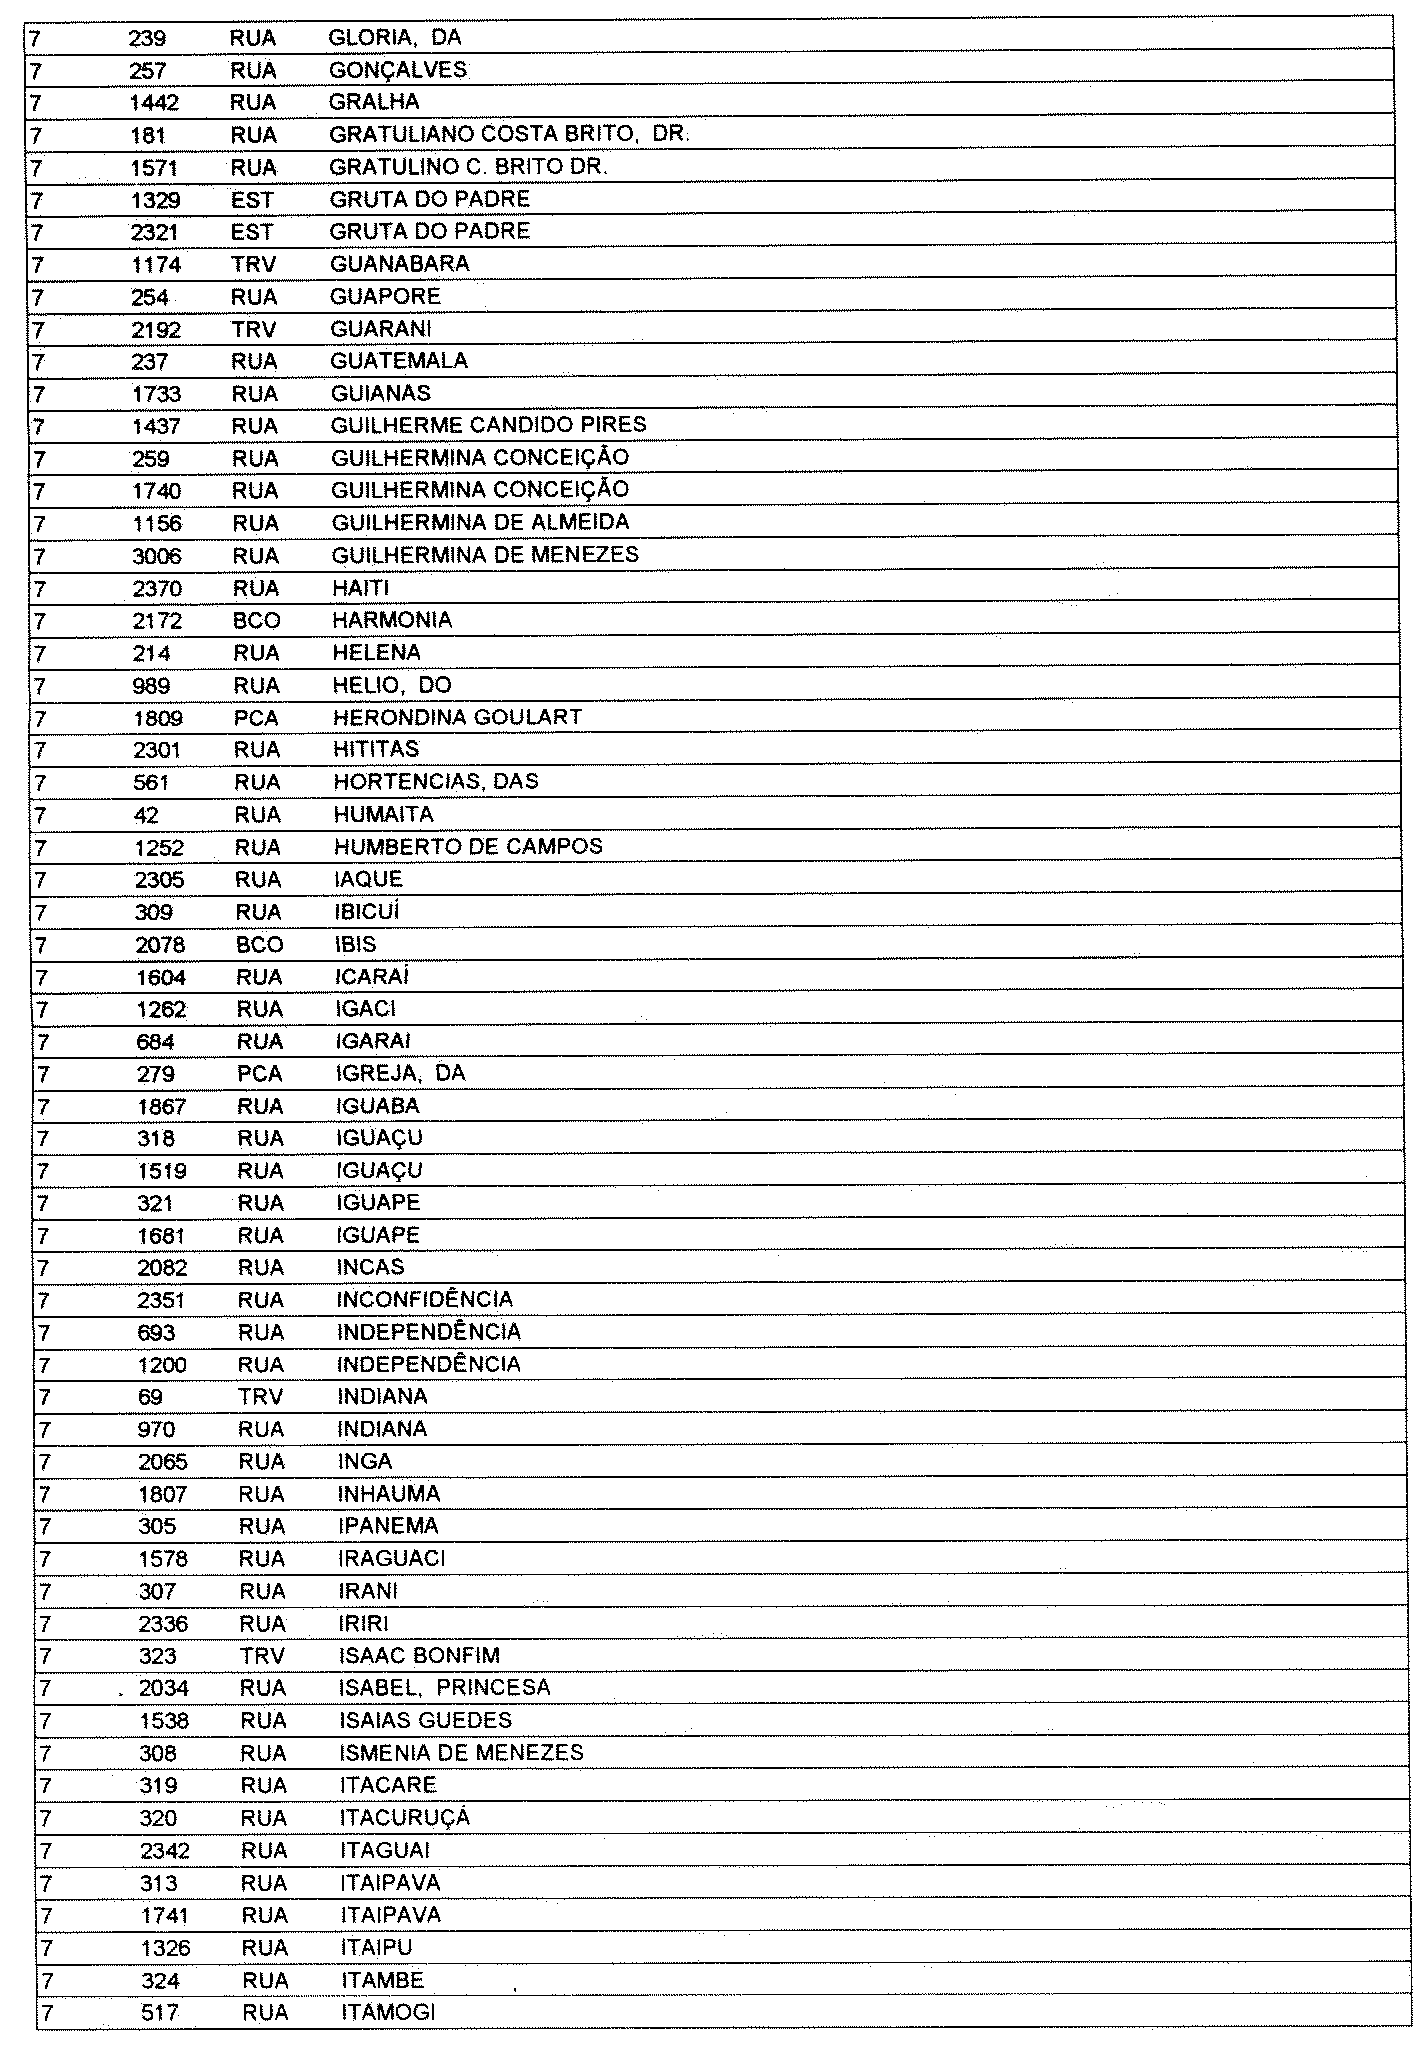 7 239 RUA GLORIA, DA
7 257 RUA GONÇALVES
7 1442 RUA GRALHA
7 181 RUA GRATULIANO COSTA BRITO, DR.
7 1571 RUA GRATULINO C. BRITO DR.
7 1329 EST GRUTA DO PADRE
7 2321 EST GRUTA DO PADRE
7 1174 TRV GUANABARA
7 254 RUA GUAPORE
7 2192 TRV GUARANI
7 237 RUA GUATEMALA
7 1733 RUA GUIANAS
7 1437 RUA GUILHERME CANDIDO PIRES
7 259 RUA GUILHERMINA CONCEIÇÃO
7 1740 RUA GUILHERMINA CONCEIÇÃO
7 1156 RUA GUILHERMINA DE ALMEIDA
7 3006 RUA GUILHERMINA DE MENEZES
7 2370 RUA HAITI
7 2172 BCO HARMONIA
7 214 RUA HELENA
7 989 RUA HELIO, DO
7 1809 PCA HERONDINA GOULART
7 2301 RUA HITITAS
7 561 RUA HORTENCIAS, DAS
7 42 RUA HUMAITA
7 1252 RUA HUMBERTO DE CAMPOS
7 2305 RUA IAQUE
7 309 RUA IBICUÍ
7 2078 BCO IBIS
7 1604 RUA ICARAÍ
7 1262 RUA IGACI
7 684 RUA IGARAI
7 279 PCA IGREJA, DA
7 1867 RUA IGUABA
7 318 RUA IGUAÇU
7 1519 RUA IGUAÇU
7 321 RUA IGUAPE
7 1681 RUA IGUAPE
7 2082 RUA INCAS
7 2351 RUA INCONFIDÊNCIA
7 693 RUA INDEPENDÊNCIA
7 1200 RUA INDEPENDÊNCIA
7 69 TRV INDIANA
7 970 RUA INDIANA
7 2065 RUA INGA
7 1807 RUA INHAUMA
7 305 RUA IPANEMA
7 1578 RUA IRAGUACI
7 307 RUA IRANI
7 2336 RUA IRIRI
7 323 TRV ISAAC BONFIM
7 2034 RUA ISABEL, PRINCESA
7 1538 RUA ISAIAS GUEDES
7 308 RUA ISMENIA DE MENEZES
7 319 RUA ITACARE
7 320 RUA ITACURUÇÁ
7 2342 RUA ITAGUAI
7 313 RUA ITAIPAVA
7 1741 RUA ITAIPAVA
7 1326 RUA ITAIPU
7 324 RUA ITAMBE
7 517 RUA ITAMOGI